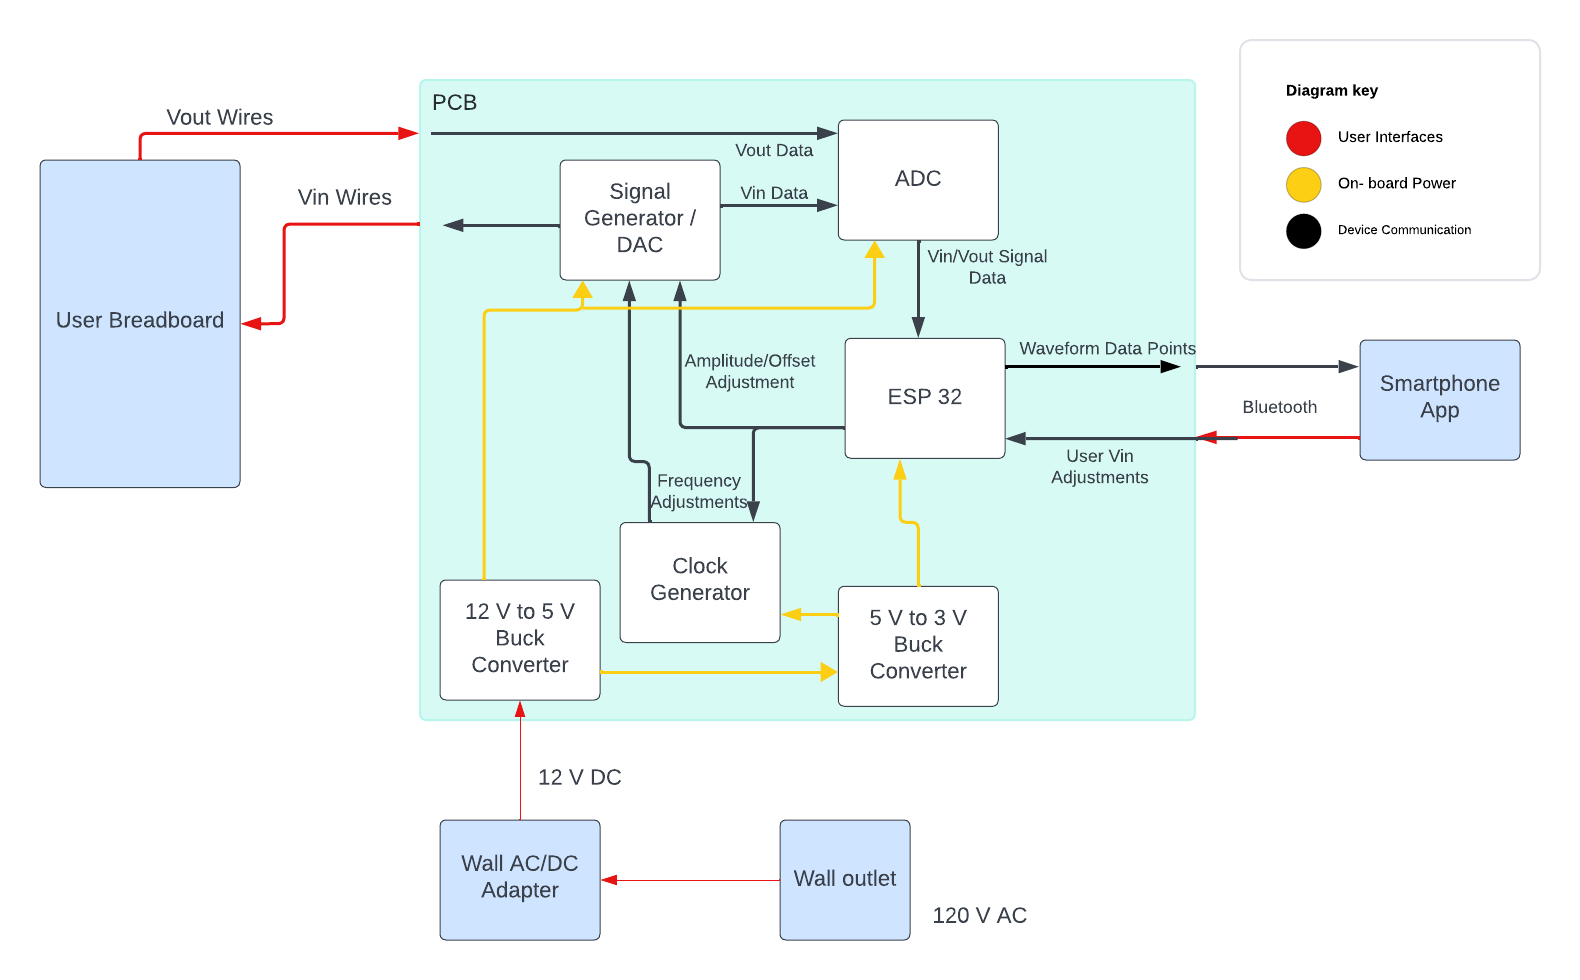 PCB
Vout Wires
Vout Data
Vin Wires
User Breadboard
Signal
Generator /
DAC
Vin Data
ADC
Vin/Vout Signal
Data
Diagram key
User Interfaces
On- board Power
Device Communication
Amplitude/Offset
Adjustment
ESP 32
Waveform Data Points
Bluetooth
User Vin
Adjustments
Smartphone
App
Frequency
Adjustments
Clock
Generator
12 V to 5 V
Buck
Converter
5 V to 3 V
Buck
Converter
12 V DC
Wall AC/DC
Adapter
Wall outlet
120 V AC